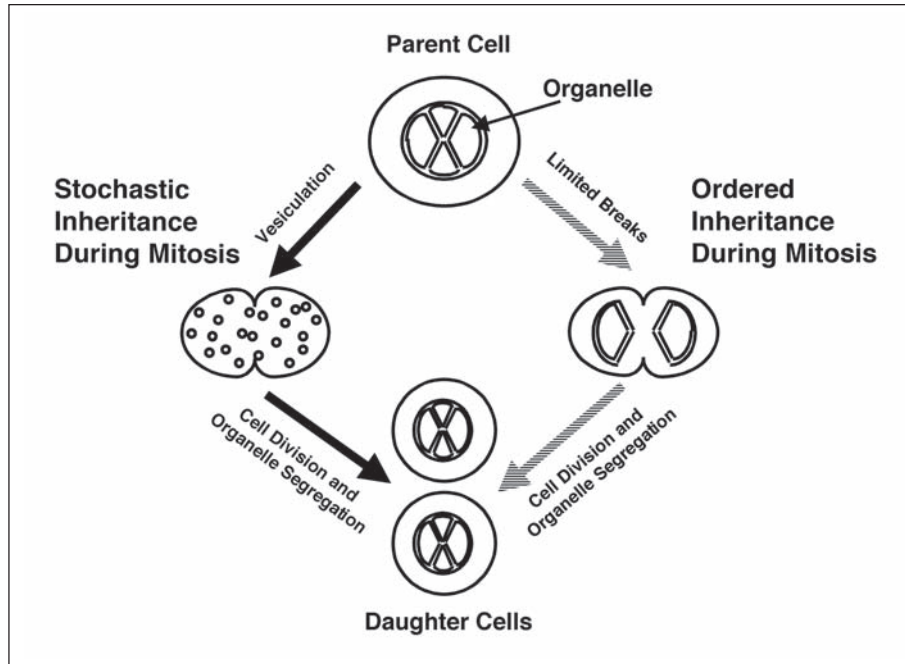 Parent Cell
Organelle
Stochastic
Inheritance
During Mitosis
Vesiculation
Limited Breaks
Ordered
Inheritance
During Mitosis
Cell Division and
Organelle Segregation
Cell Division and
Organelle Segregation
Daughter Cells